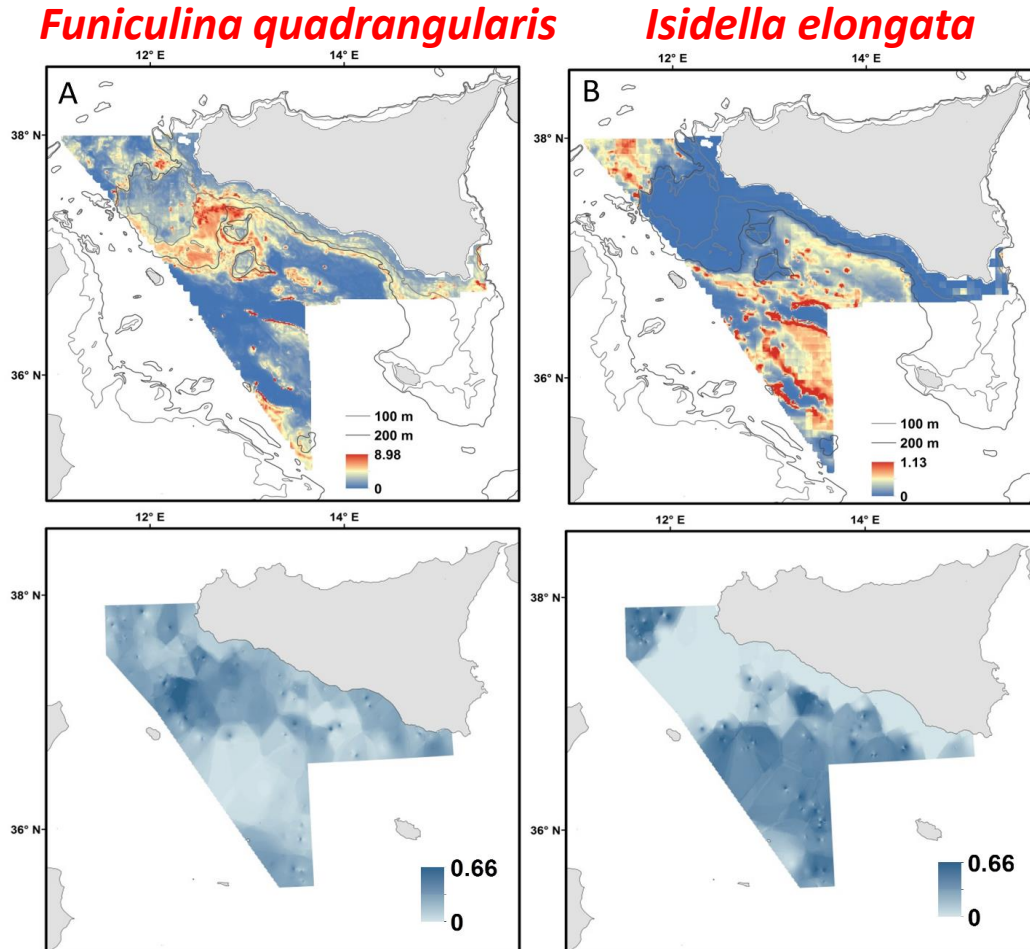 Funiculina quadrangularis
Isidella elongata
12° E 14° E
12° E 14° E
A
B
38° N
38° N
36° N
36° N
100 m
200 m
8.98
0
100 m
200 m
1.13
0
12° E 14° E
12° E 14° E
38° N
38° N
36° N
36° N
0.66
0
0.66
0